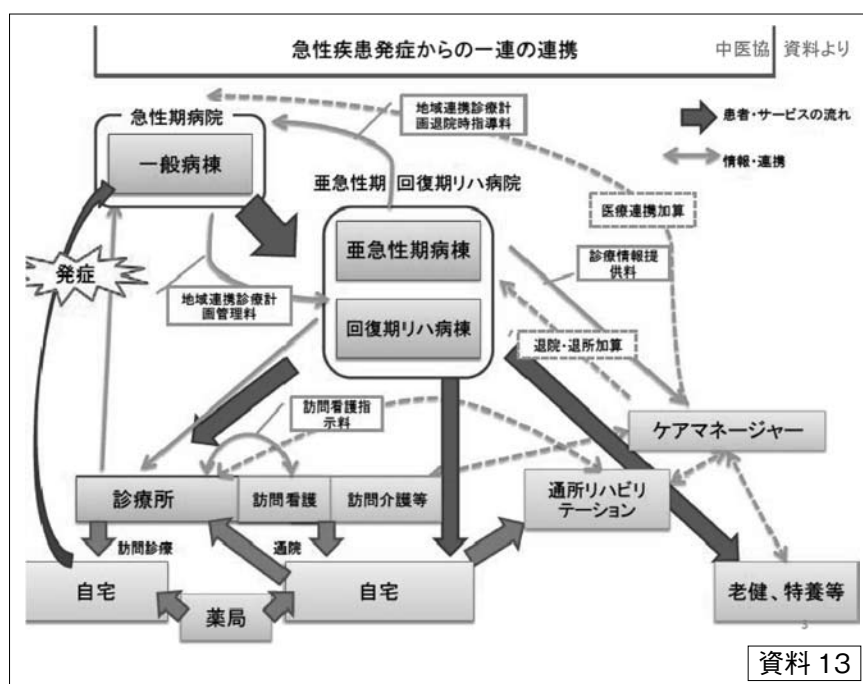 急性疾患発症からの一連の連携
中医協 資料より
急性期病院
一般病棟
地域連携診療計
画退院時指導料
患者・サービスの流れ
情報・連携
亜急性期 回復期リハ病院
医療連携加算
亜急性期病棟
診療情報提
供料
発症
地域連携診療計
画管理料
回復期リハ病棟
退院・退所加算
訪問看護指
示料
ケアマネージャー
診療所
訪問看護
訪問介護等
通所リハビリ
テーション
訪問診療
通院
自宅
薬局
自宅
老健、特養等
3
資料 13